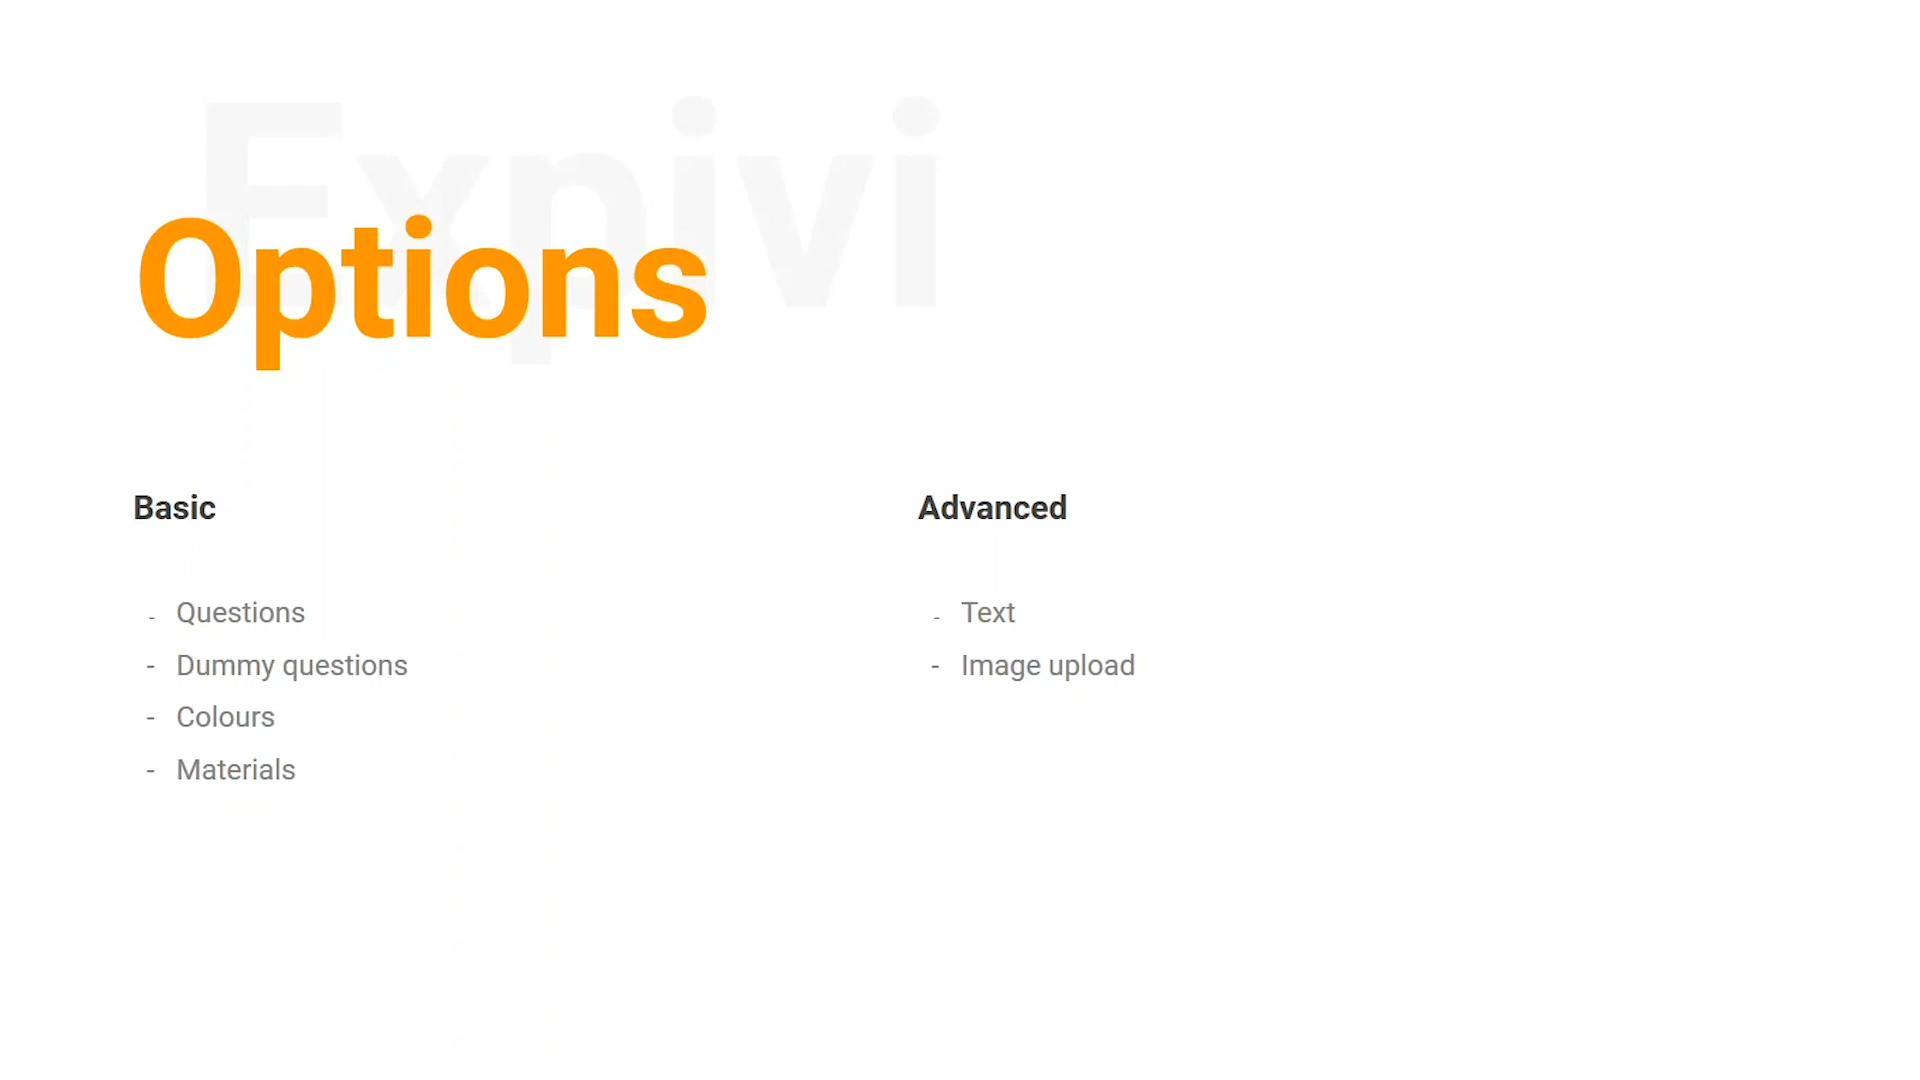 Expivi
Options
Basic
- Questions
- Dummy questions
- Colours
- Materials
Advanced
- Text
- Image upload